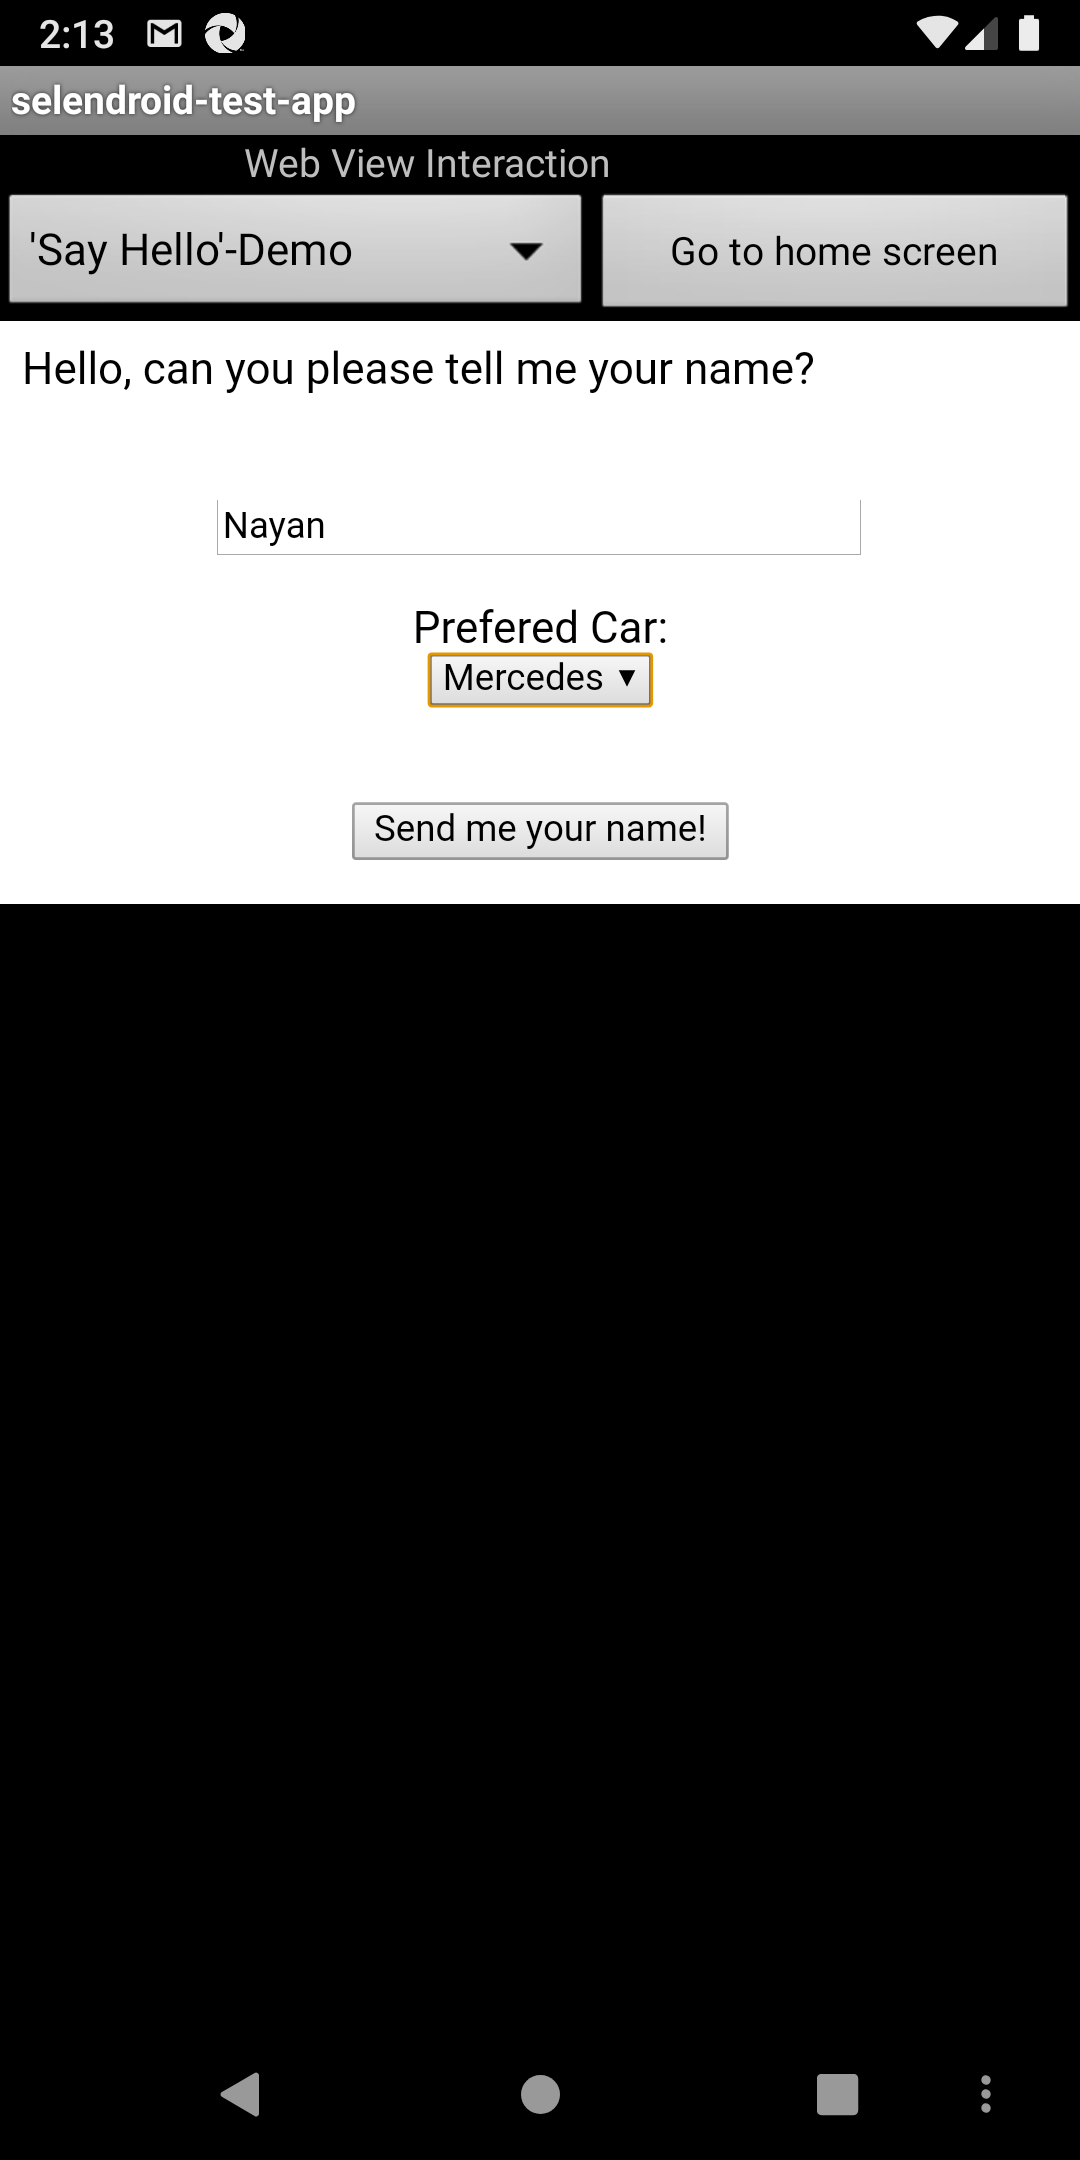 2:13
selendroid-test-app
Web View Interaction
'Say Hello'-Demo
Go to home screen
Hello, can you please tell me your name?
Nayan
Prefered Car:
Mercedes
Send me your name!